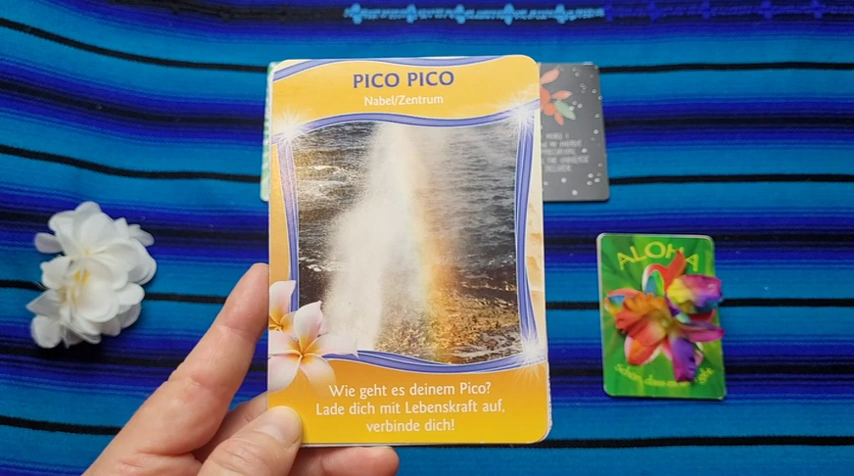 PICO PICO
Nabel/Zentrum
Wie geht es deinem Pico?
Lade dich mit Lebenskraft auf,
verbinde dich!
ALOHA